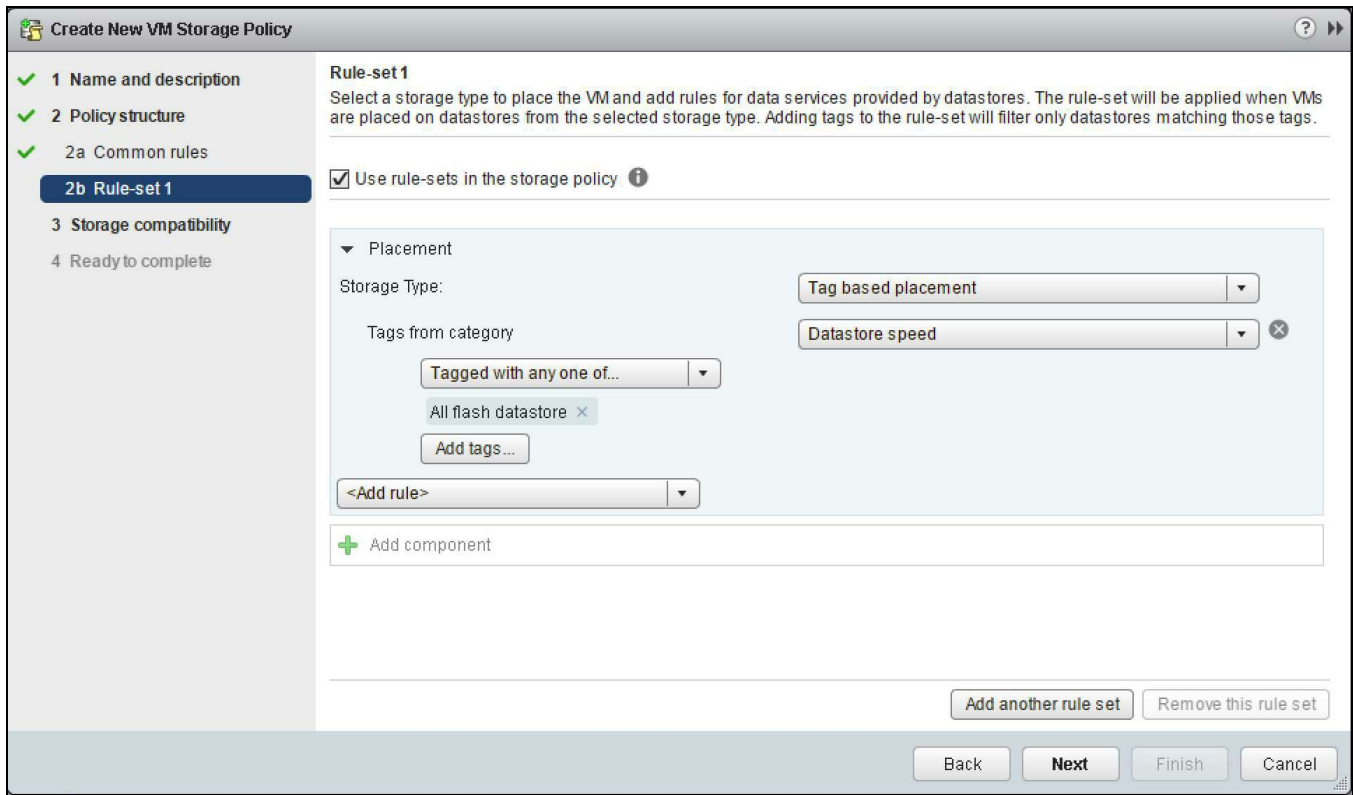 Create New VM Storage Policy
1 Name and description
2 Policy structure
2a Common rules
2b Rule-set 1
3 Storage compatibility
4 Ready to complete
Rule-set 1
Select a storage type to place the VM and add rules for data services provided by datastores. The rule-set will be applied when VMs
are placed on datastores from the selected storage type. Adding tags to the rule-set will filter only datastores matching those tags.
Use rule-sets in the storage policy
Placement
Storage Type:
Tag based placement
Tags from category
Datastore speed
Tagged with any one of...
All flash datastore
Add tags...
<Add rule>
Add component
Add another rule set
Remove this rule set
Back
Next
Finish
Cancel